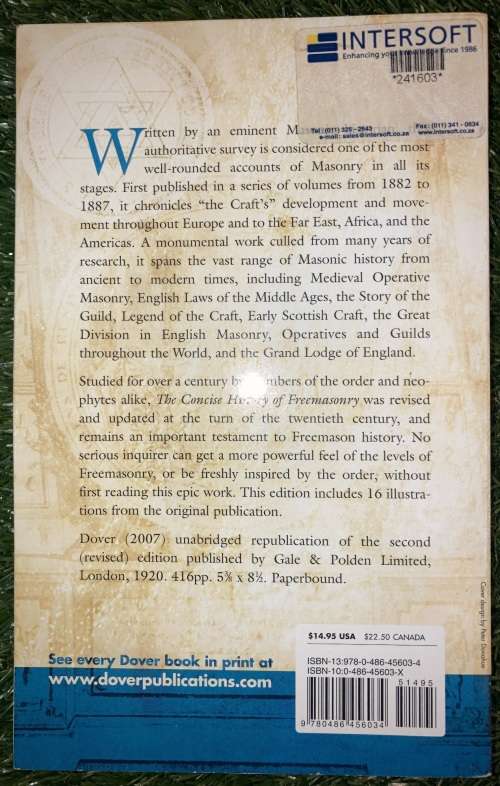 INTERSOFT
Enhancing your knowledge since 1986
*241603*
Tel: (011) 325 - 2643
Fax: (011) 341 - 0634
e-mail: sales@intersoft.co.za
www.intersoft.co.za
Written by an eminent M
authoritative survey is considered one of the most
well-rounded accounts of Masonry in all its
stages. First published in a series of volumes from 1882 to
1887, it chronicles “the Craft’s” development and move-
ment throughout Europe and to the Far East, Africa, and the
Americas. A monumental work culled from many years of
research, it spans the vast range of Masonic history from
ancient to modern times, including Medieval Operative
Masonry, English Laws of the Middle Ages, the Story of the
Guild, Legend of the Craft, Early Scottish Craft, the Great
Division in English Masonry, Operatives and Guilds
throughout the World, and the Grand Lodge of England.
Studied for over a century by members of the order and neo-
phytes alike, The Concise History of Freemasonry was revised
and updated at the turn of the twentieth century, and
remains an important testament to Freemason history. No
serious inquirer can get a more powerful feel of the levels of
Freemasonry, or be freshly inspired by the order, without
first reading this epic work. This edition includes 16 illustra-
tions from the original publication.
Dover (2007) unabridged republication of the second
(revised) edition published by Gale & Polden Limited,
London, 1920. 416pp. 5⅜ x 8½. Paperbound.
Cover design by Peter Donahue
$14.95 USA $22.50 CANADA
See every Dover book in print at
www.doverpublications.com
ISBN-13:978-0-486-45603-4
ISBN-10:0-486-45603-X
51495
9780486456034